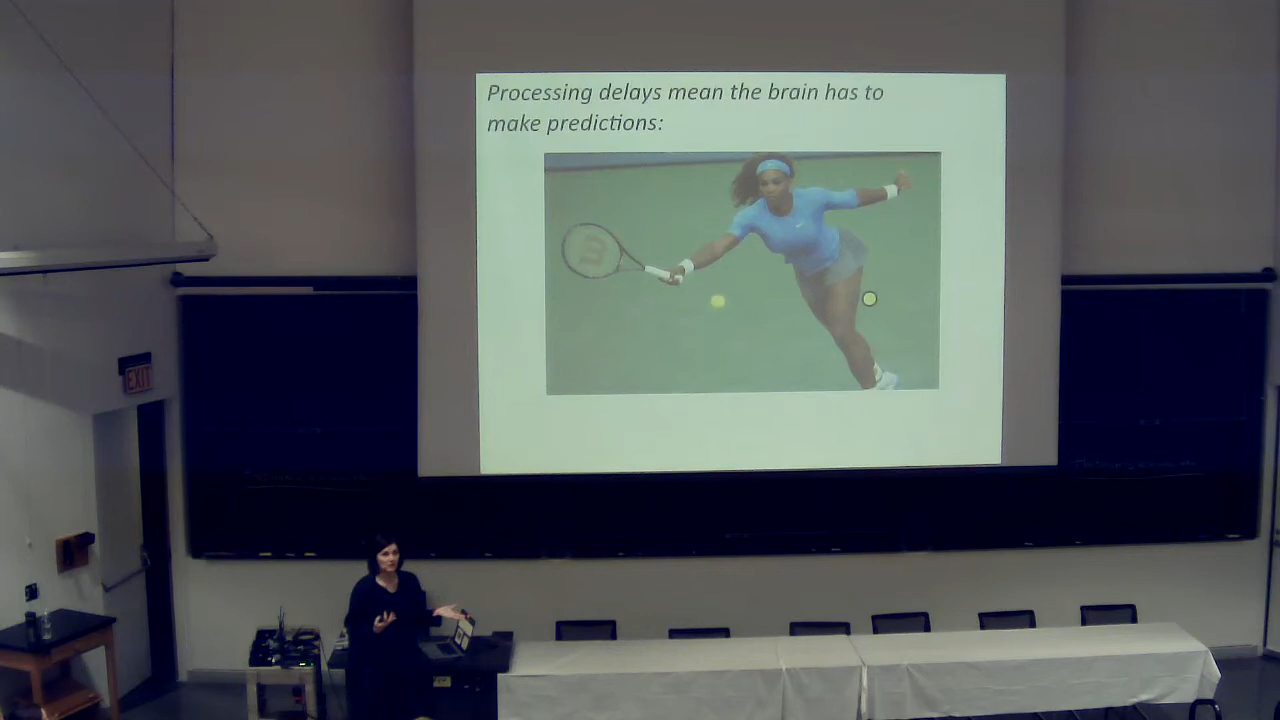 Processing delays mean the brain has to
make predictions:
EXIT